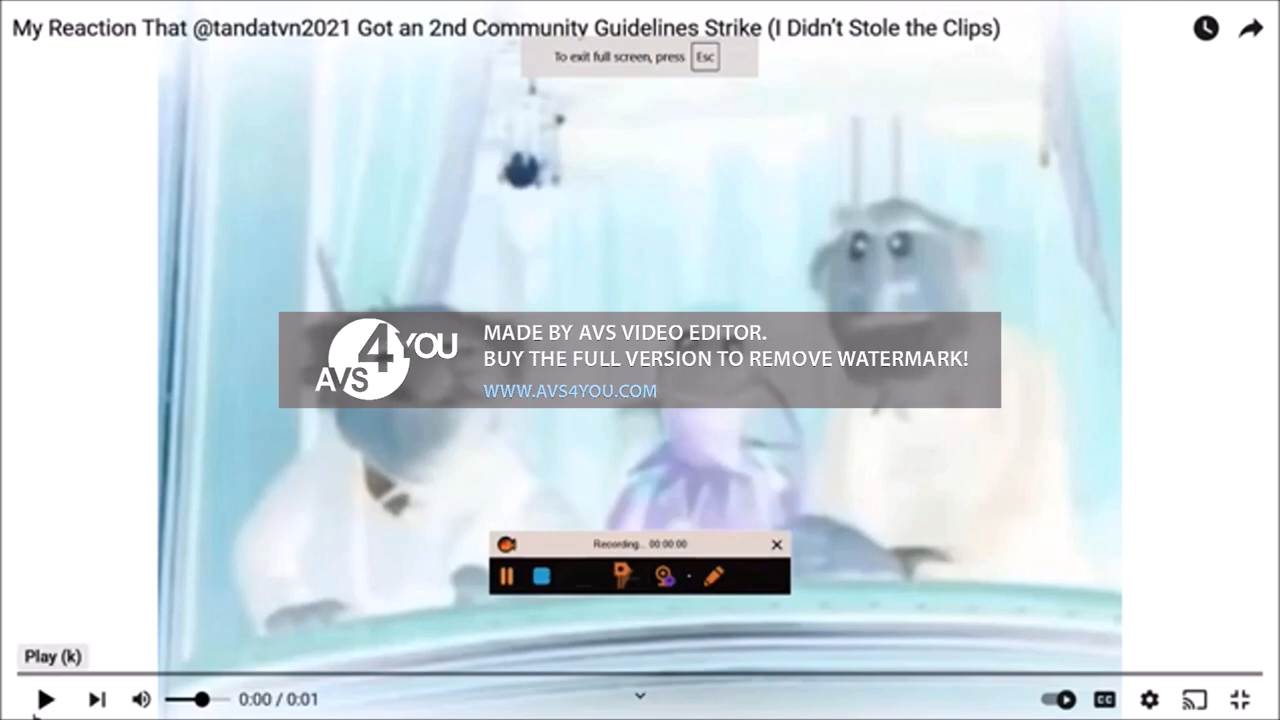 My Reaction That @tandatvn2021 Got an 2nd Community Guidelines Strike (I Didn’t Stole the Clips)
To exit full screen, press Esc
4
YOU
AVS
MADE BY AVS VIDEO EDITOR.
BUY THE FULL VERSION TO REMOVE WATERMARK!
WWW.AVS4YOU.COM
Recording... 00:00:00
Play (k)
0:00 / 0:01
CC